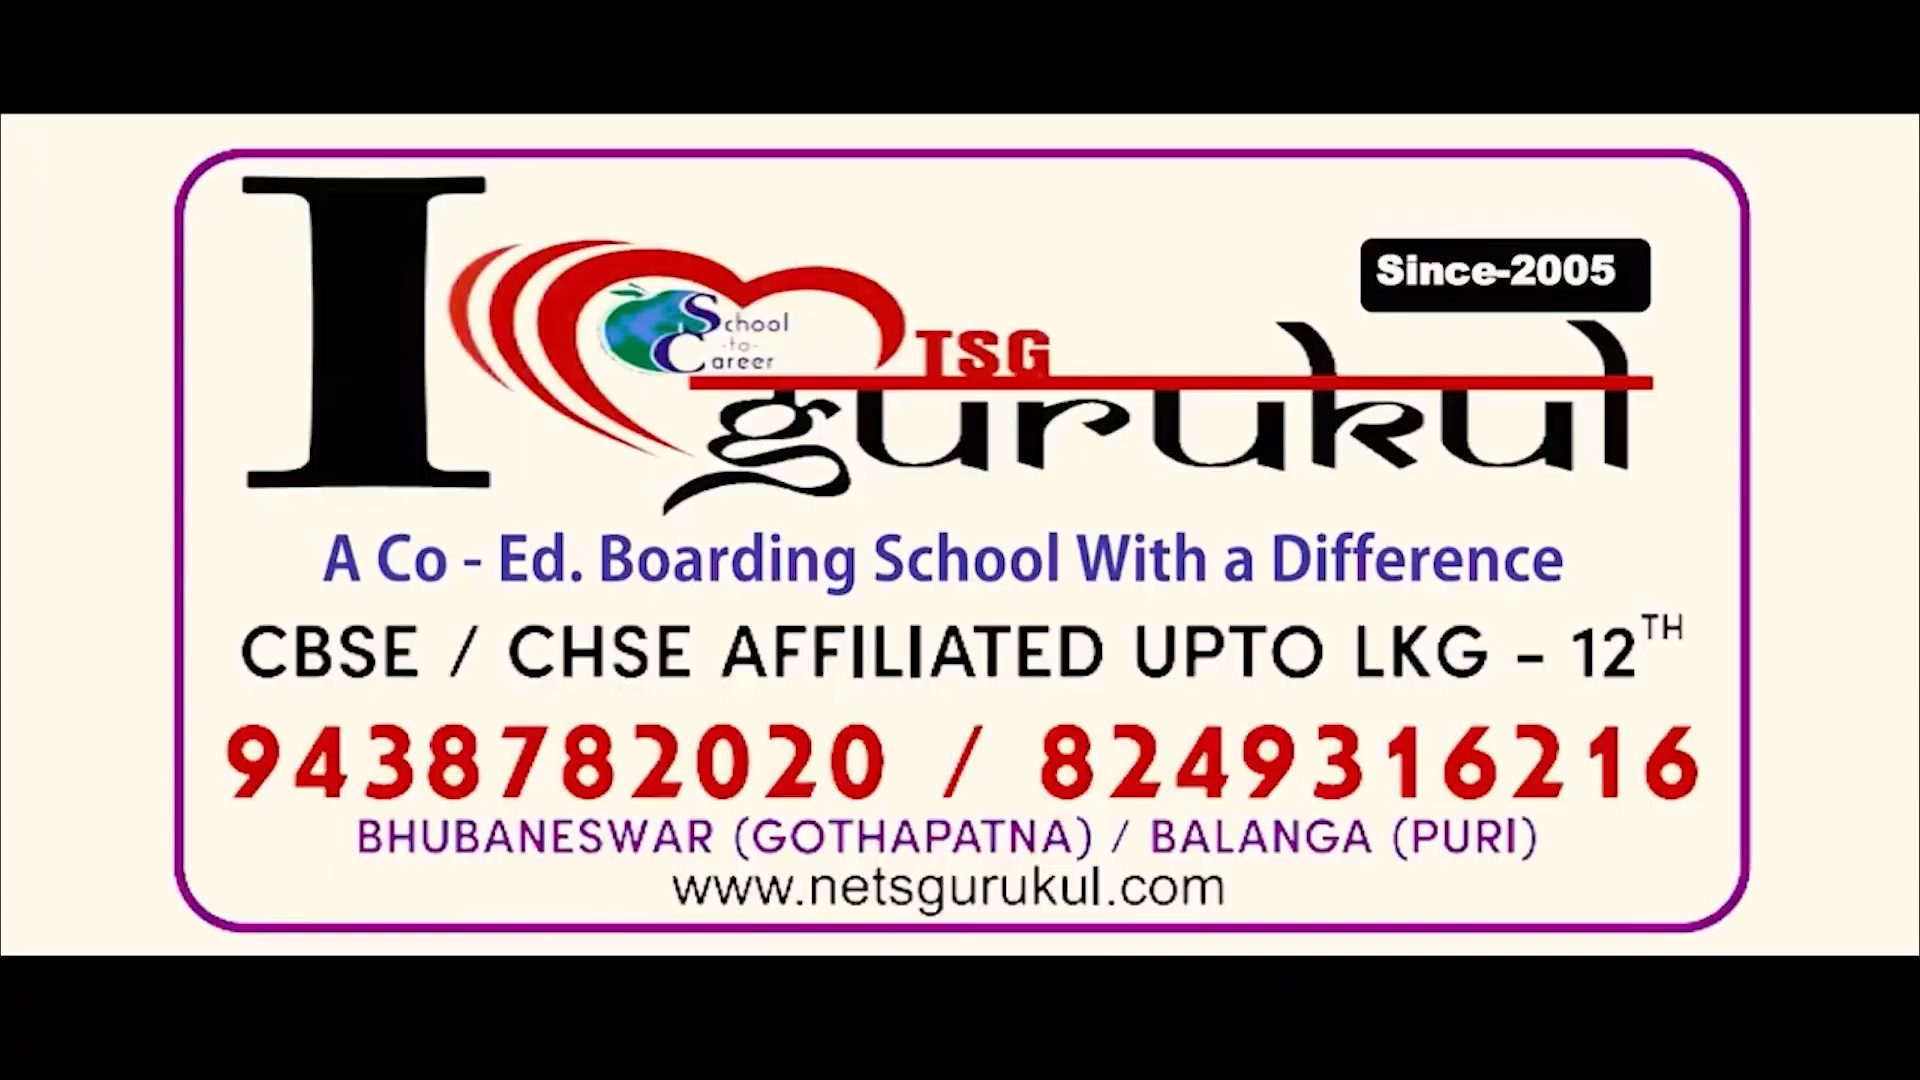 I
Since-2005
School
-to-
Career
TSG
gurukul
A Co - Ed. Boarding School With a Difference
CBSE / CHSE AFFILIATED UPTO LKG - 12TH
9438782020 / 8249316216
BHUBANESWAR (GOTHAPATNA) / BALANGA (PURI)
www.netsgurukul.com